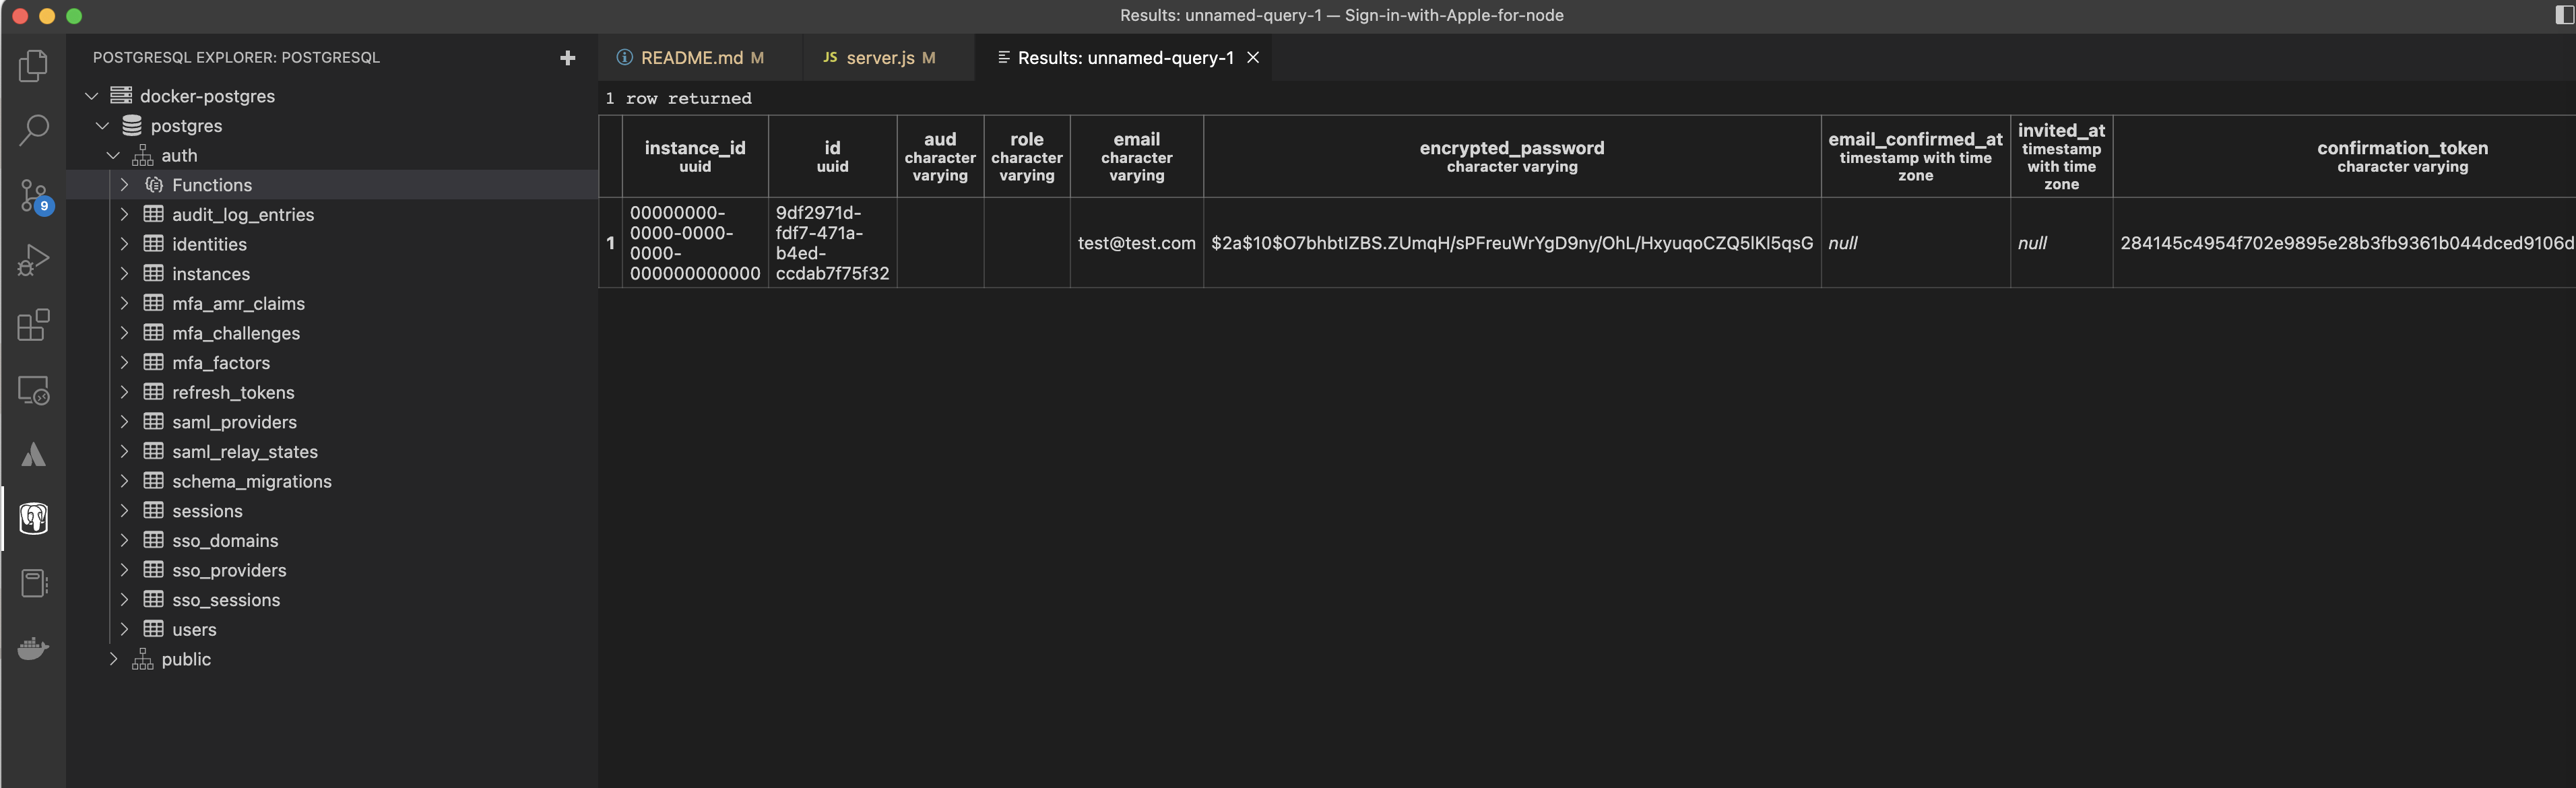 Results: unnamed-query-1 — Sign-in-with-Apple-for-node
POSTGRESQL EXPLORER: POSTGRESQL
docker-postgres
postgres
auth
Functions
audit_log_entries
identities
instances
mfa_amr_claims
mfa_challenges
mfa_factors
refresh_tokens
saml_providers
saml_relay_states
schema_migrations
sessions
sso_domains
sso_providers
sso_sessions
users
public
9
README.md M
JS server.js M
Results: unnamed-query-1
1 row returned
instance_id
uuid
id
uuid
aud
character
varying
role
character
varying
email
character
varying
encrypted_password
character varying
email_confirmed_at
timestamp with time
zone
invited_at
timestamp
with time
zone
confirmation_token
character varying
1
00000000-
0000-0000-
0000-
000000000000
9df2971d-
fdf7-471a-
b4ed-
ccdab7f75f32
test@test.com
$2a$10$O7bhbtIZBS.ZUmqH/sPFreuWrYgD9ny/OhL/HxyuqoCZQ5lKl5qsG
null
null
284145c4954f702e9895e28b3fb9361b044dced9106d